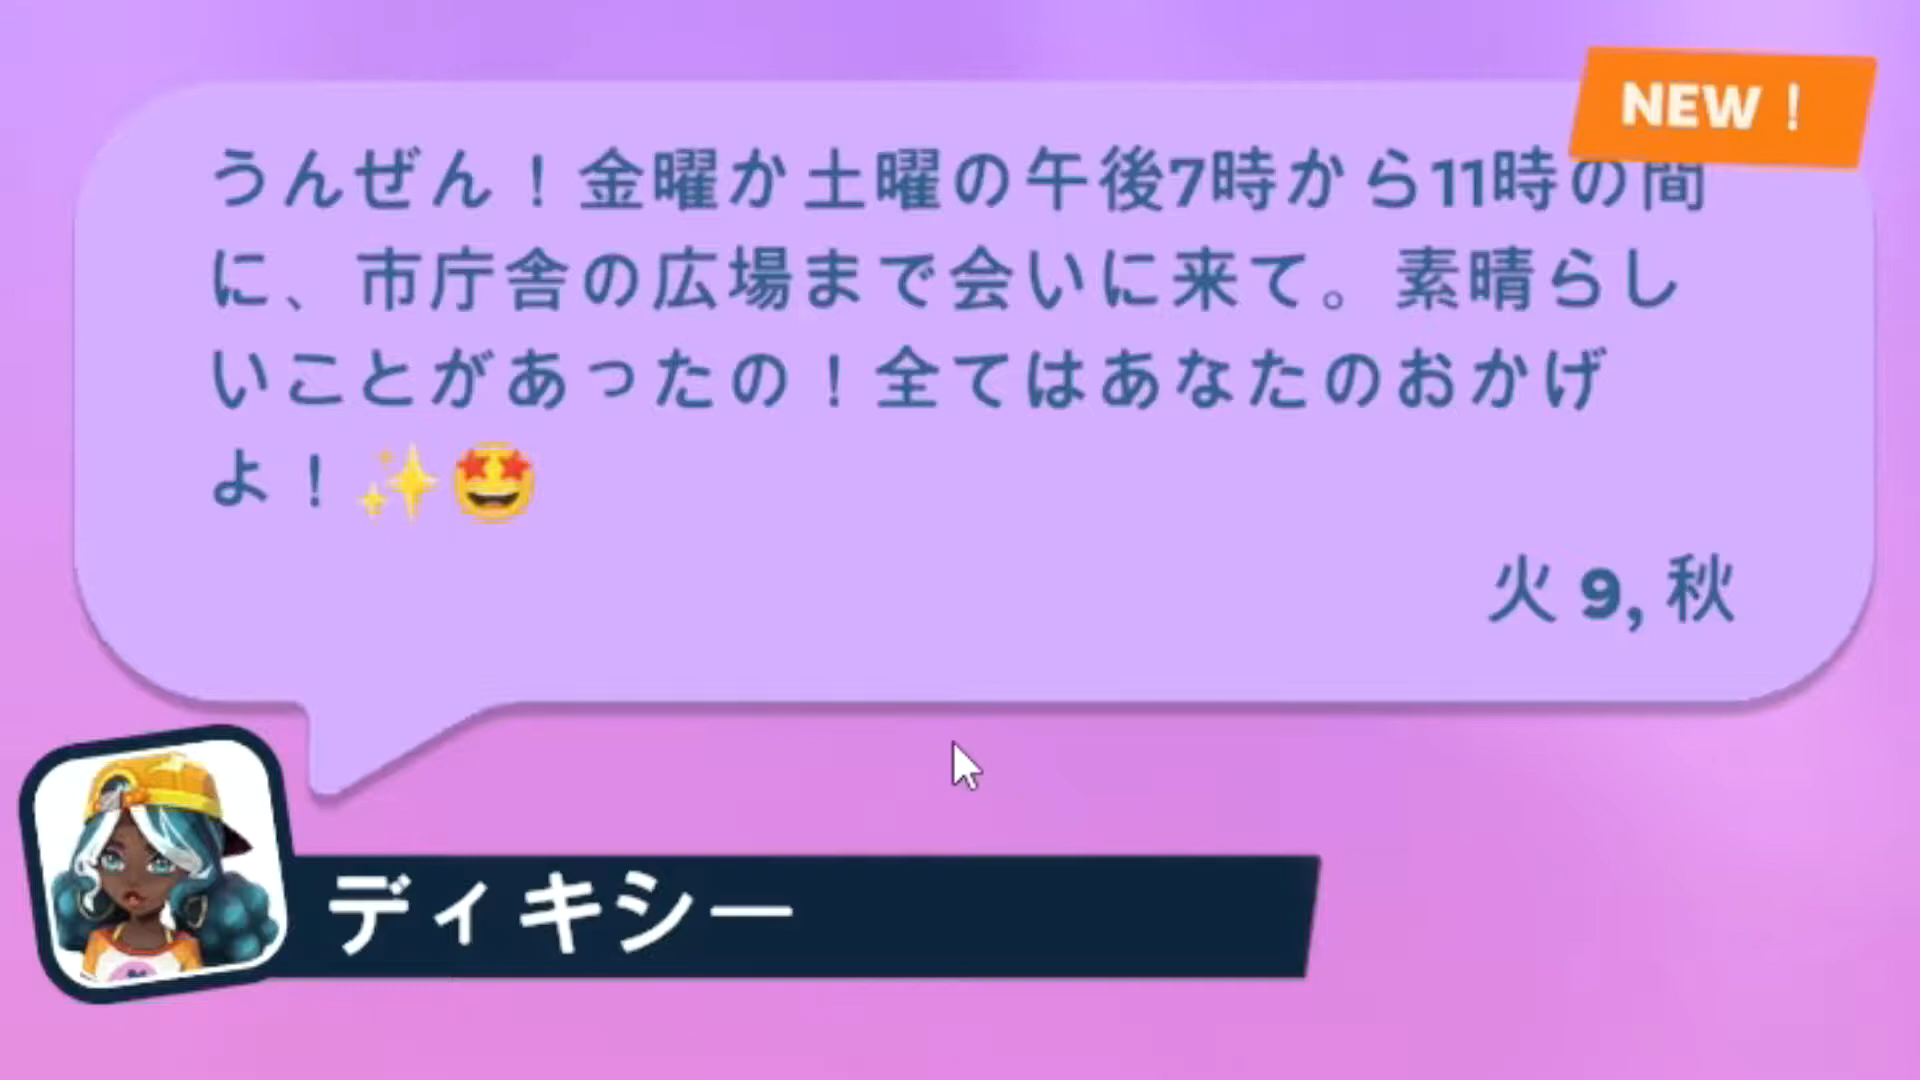 NEW！
うんぜん！金曜か土曜の午後7時から11時の間
に、市庁舎の広場まで会いに来て。素晴らし
いことがあったの！全てはあなたのおかげ
よ！✨🤩
火 9, 秋
ディキシー